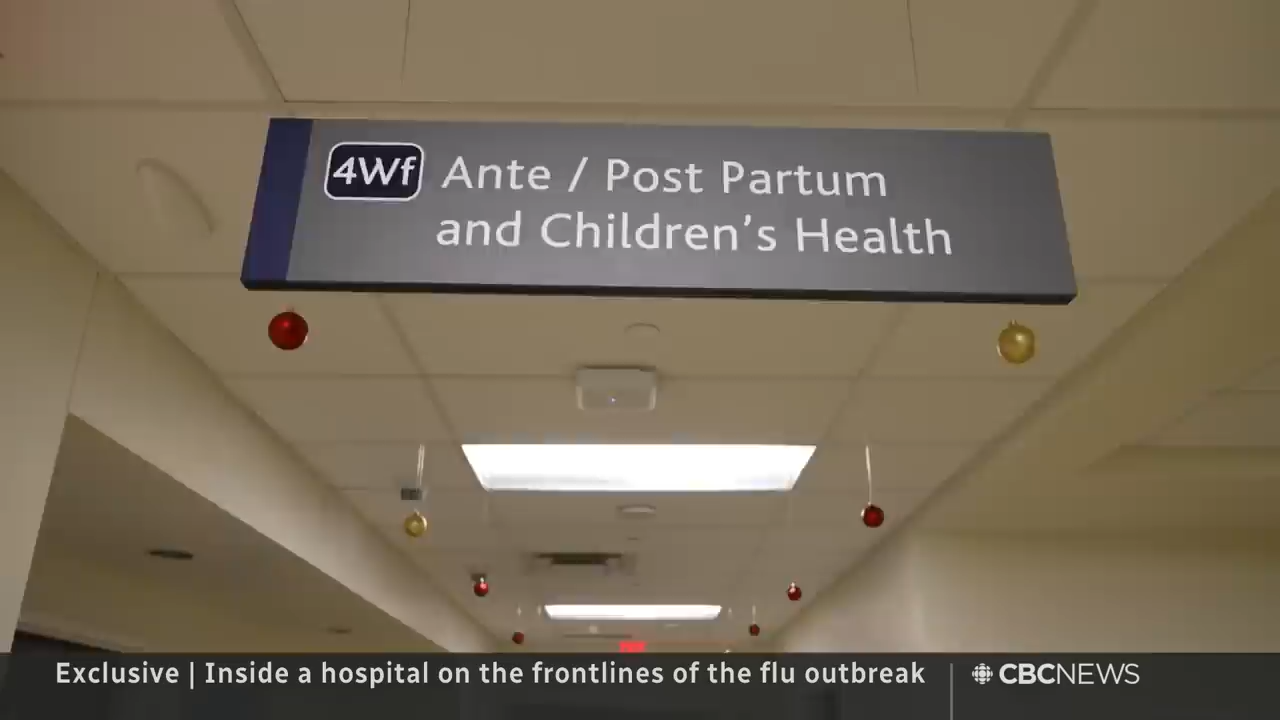 4Wf Ante / Post Partum
and Children's Health
Exclusive | Inside a hospital on the frontlines of the flu outbreak
CBCNEWS